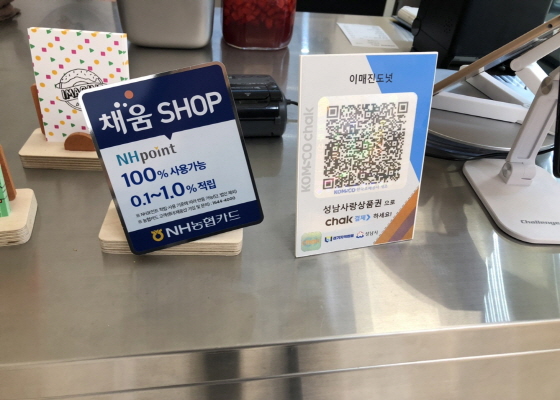 채움 SHOP
NHpoint
100% 사용가능
0.1~1.0% 적립
NH농협카드
이매진도넛
KOMSCO chak
KOMSCO
성남사랑상품권 으로
chak 결제 하세요!
성남시
Challenge